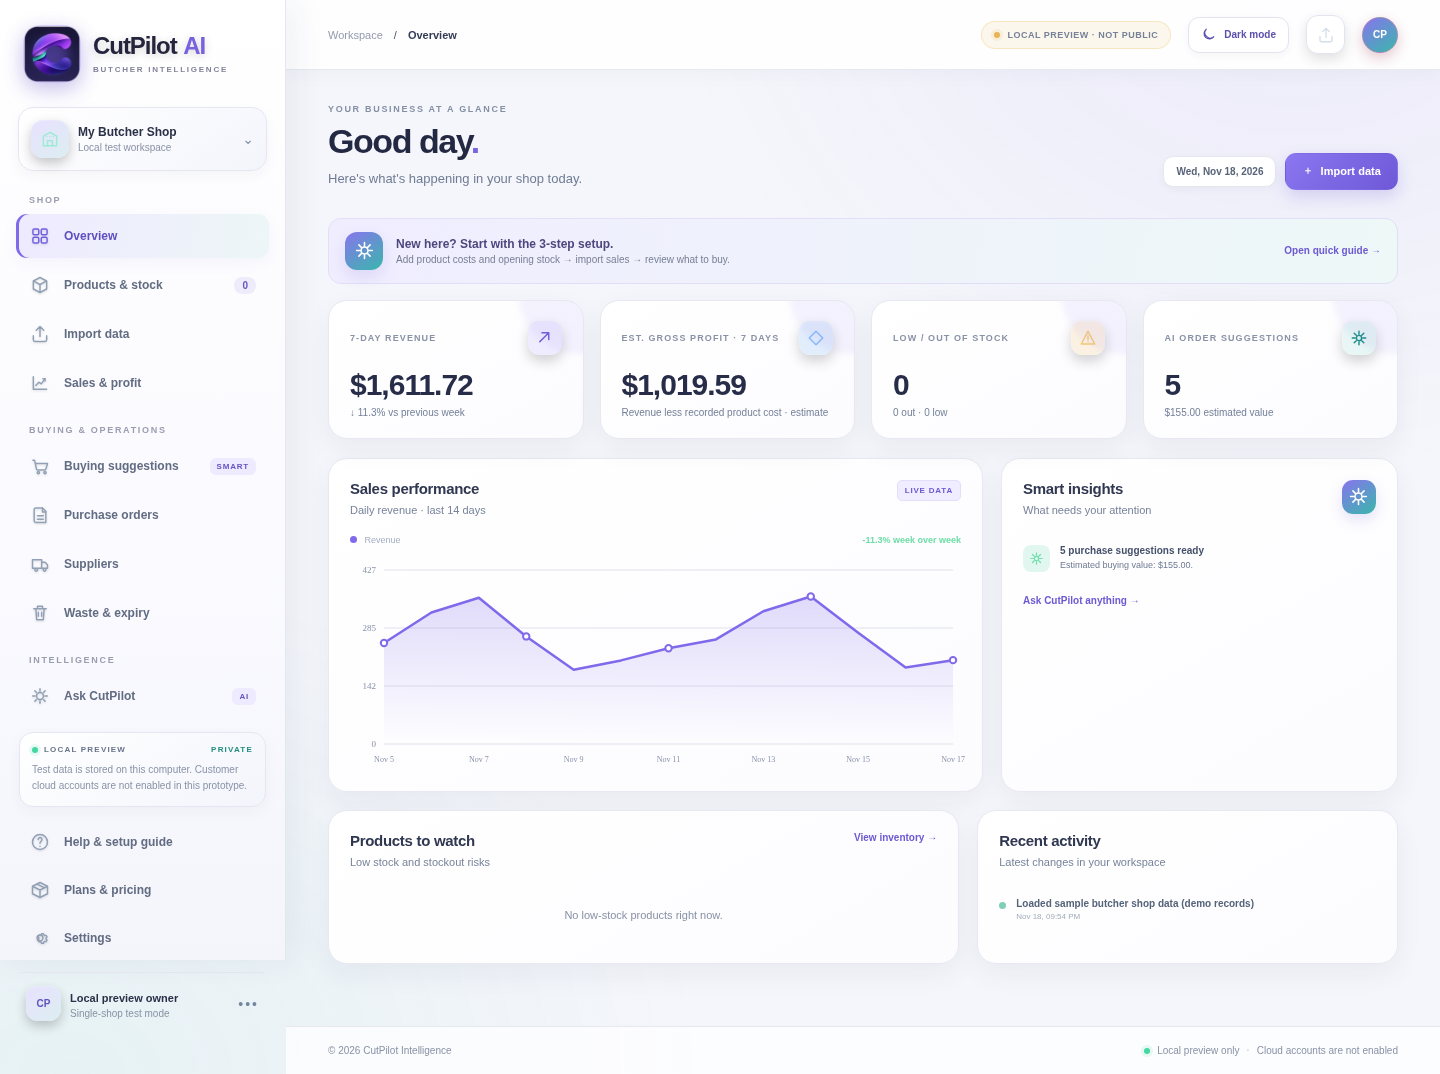 CutPilot AI
BUTCHER INTELLIGENCE
My Butcher Shop
Local test workspace
SHOP
Overview
Products & stock
0
Import data
Sales & profit
BUYING & OPERATIONS
Buying suggestions
SMART
Purchase orders
Suppliers
Waste & expiry
INTELLIGENCE
Ask CutPilot
AI
LOCAL PREVIEW
PRIVATE
Test data is stored on this computer. Customer
cloud accounts are not enabled in this prototype.
Help & setup guide
Plans & pricing
Settings
CP
Local preview owner
Single-shop test mode
Workspace / Overview
LOCAL PREVIEW · NOT PUBLIC
Dark mode
CP
YOUR BUSINESS AT A GLANCE
Good day.
Here's what's happening in your shop today.
Wed, Nov 18, 2026
+ Import data
New here? Start with the 3-step setup.
Add product costs and opening stock → import sales → review what to buy.
Open quick guide →
7-DAY REVENUE
$1,611.72
↓ 11.3% vs previous week
EST. GROSS PROFIT · 7 DAYS
$1,019.59
Revenue less recorded product cost · estimate
LOW / OUT OF STOCK
0
0 out · 0 low
AI ORDER SUGGESTIONS
5
$155.00 estimated value
Sales performance
Daily revenue · last 14 days
LIVE DATA
Revenue
-11.3% week over week
427
285
142
0
Nov 5
Nov 7
Nov 9
Nov 11
Nov 13
Nov 15
Nov 17
Smart insights
What needs your attention
5 purchase suggestions ready
Estimated buying value: $155.00.
Ask CutPilot anything →
Products to watch
Low stock and stockout risks
View inventory →
No low-stock products right now.
Recent activity
Latest changes in your workspace
Loaded sample butcher shop data (demo records)
Nov 18, 09:54 PM
© 2026 CutPilot Intelligence
Local preview only · Cloud accounts are not enabled